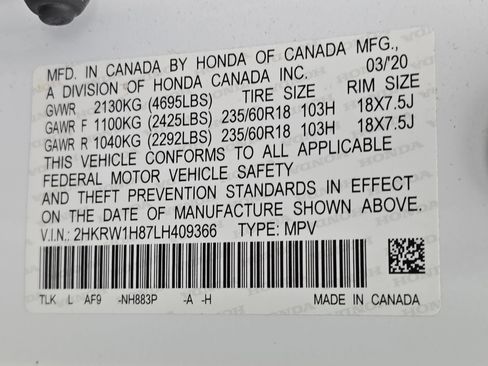 MFD. IN CANADA BY HONDA OF CANADA MFG.,
A DIVISION OF HONDA CANADA INC. 03/'20
GVWR 2130KG (4695LBS) TIRE SIZE RIM SIZE
GAWR F 1100KG (2425LBS) 235/60R18 103H 18X7.5J
GAWR R 1040KG (2292LBS) 235/60R18 103H 18X7.5J
THIS VEHICLE CONFORMS TO ALL APPLICABLE
FEDERAL MOTOR VEHICLE SAFETY
AND THEFT PREVENTION STANDARDS IN EFFECT
ON THE DATE OF MANUFACTURE SHOWN ABOVE.
V.I.N.: 2HKRW1H87LH409366 TYPE: MPV
TLK L AF9 -NH883P -A -H MADE IN CANADA